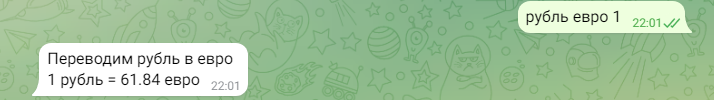 рубль евро 1
22:01
Переводим рубль в евро
1 рубль = 61.84 евро
22:01